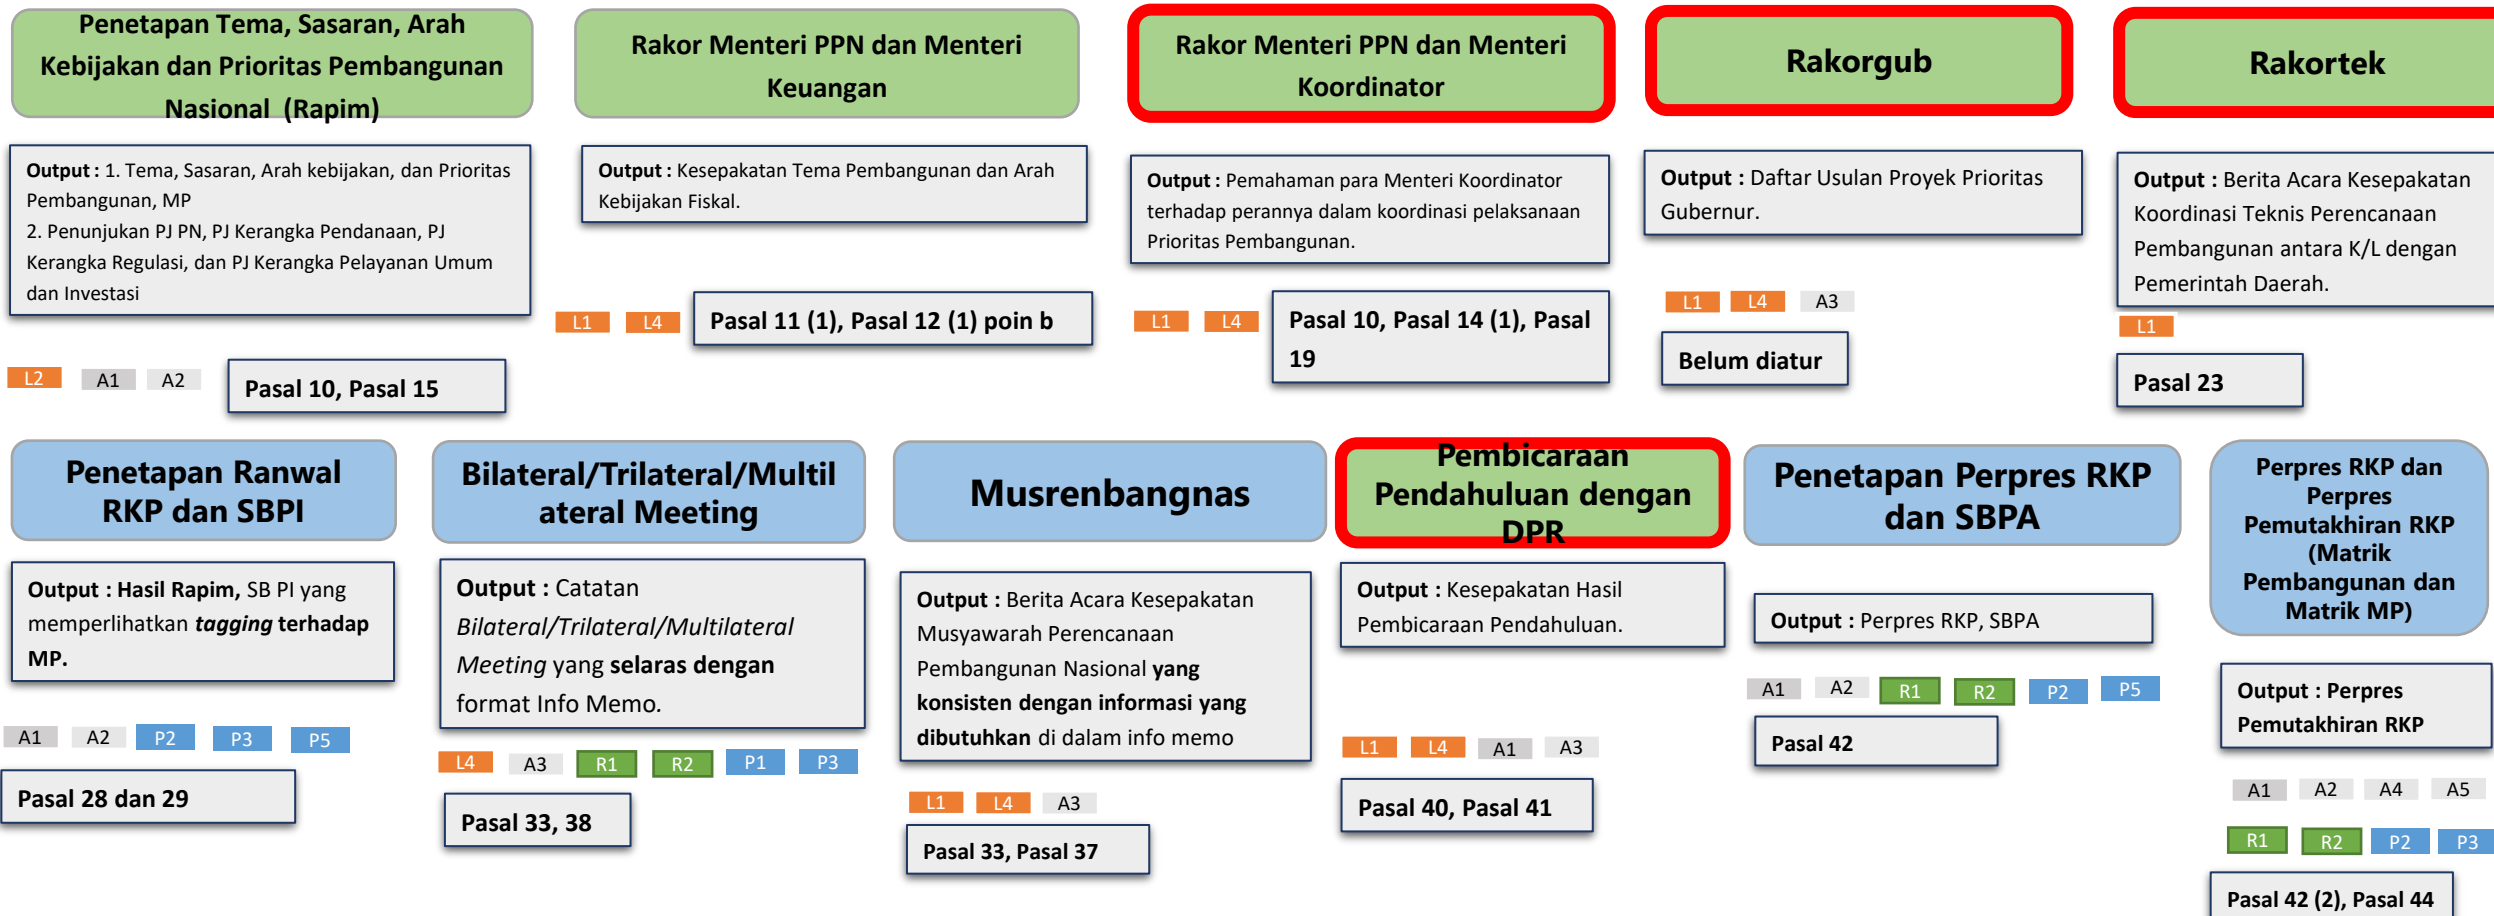 Penetapan Tema, Sasaran, Arah
Kebijakan dan Prioritas Pembangunan
Nasional (Rapim)
Rakor Menteri PPN dan Menteri
Keuangan
Rakor Menteri PPN dan Menteri
Koordinator
Rakorgub
Rakortek
Output : 1. Tema, Sasaran, Arah kebijakan, dan Prioritas
Pembangunan, MP
2. Penunjukan PJ PN, PJ Kerangka Pendanaan, PJ
Kerangka Regulasi, dan PJ Kerangka Pelayanan Umum
dan Investasi
L2 A1 A2
Pasal 10, Pasal 15
Output : Kesepakatan Tema Pembangunan dan Arah
Kebijakan Fiskal.
L1 L4
Pasal 11 (1), Pasal 12 (1) poin b
Output : Pemahaman para Menteri Koordinator
terhadap perannya dalam koordinasi pelaksanaan
Prioritas Pembangunan.
L1 L4
Pasal 10, Pasal 14 (1), Pasal
19
Output : Daftar Usulan Proyek Prioritas
Gubernur.
L1 L4 A3
Belum diatur
Output : Berita Acara Kesepakatan
Koordinasi Teknis Perencanaan
Pembangunan antara K/L dengan
Pemerintah Daerah.
L1
Pasal 23
Penetapan Ranwal
RKP dan SBPI
Bilateral/Trilateral/Multil
ateral Meeting
Musrenbangnas
Pembicaraan
Pendahuluan dengan
DPR
Penetapan Perpres RKP
dan SBPA
Perpres RKP dan
Perpres
Pemutakhiran RKP
(Matrik
Pembangunan dan
Matrik MP)
Output : Hasil Rapim, SB PI yang
memperlihatkan tagging terhadap
MP.
A1 A2 P2 P3 P5
Pasal 28 dan 29
Output : Catatan
Bilateral/Trilateral/Multilateral
Meeting yang selaras dengan
format Info Memo.
L4 A3 R1 R2 P1 P3
Pasal 33, 38
Output : Berita Acara Kesepakatan
Musyawarah Perencanaan
Pembangunan Nasional yang
konsisten dengan informasi yang
dibutuhkan di dalam info memo
L1 L4 A3
Pasal 33, Pasal 37
Output : Kesepakatan Hasil
Pembicaraan Pendahuluan.
L1 L4 A1 A3
Pasal 40, Pasal 41
Output : Perpres RKP, SBPA
A1 A2 R1 R2 P2 P5
Pasal 42
Output : Perpres
Pemutakhiran RKP
A1 A2 A4 A5
R1 R2 P2 P3
Pasal 42 (2), Pasal 44